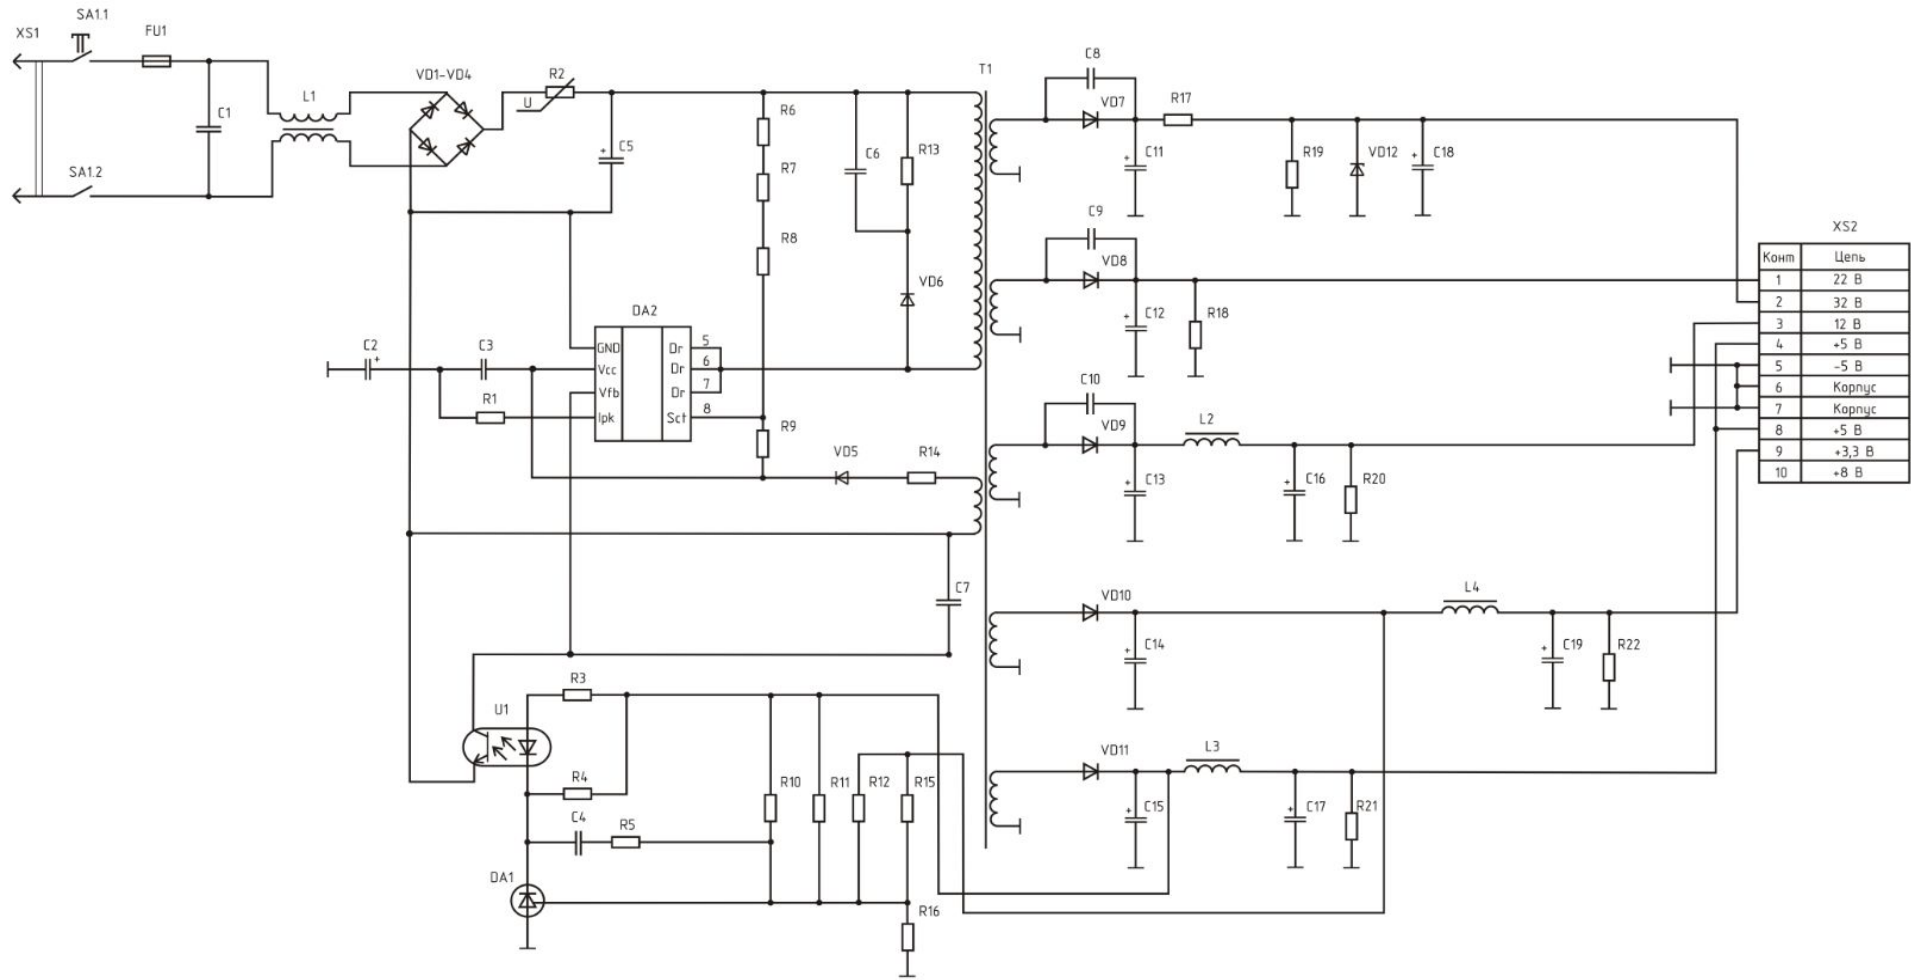 XS1
SA1.1
FU1
SA1.2
C1
L1
VD1-VD4
R2
U
C5
R6
R7
R8
C6
R13
VD6
T1
C8
VD7
R17
C11
R19
VD12
C18
C9
VD8
C12
R18
XS2
Конт Цепь
1 22 В
2 32 В
3 12 В
4 +5 В
5 -5 В
6 Корпус
7 Корпус
8 +5 В
9 +3,3 В
10 +8 В
C2
+
C3
R1
DA2
GND Dr 5
Vcc Dr 6
Vfb Dr 7
Ipk Sct 8
R9
VD5
R14
C10
VD9
L2
C13
C16
R20
C7
VD10
L4
C14
C19
R22
R3
U1
R4
C4
R5
R10
R11
R12
R15
DA1
R16
VD11
L3
C15
C17
R21